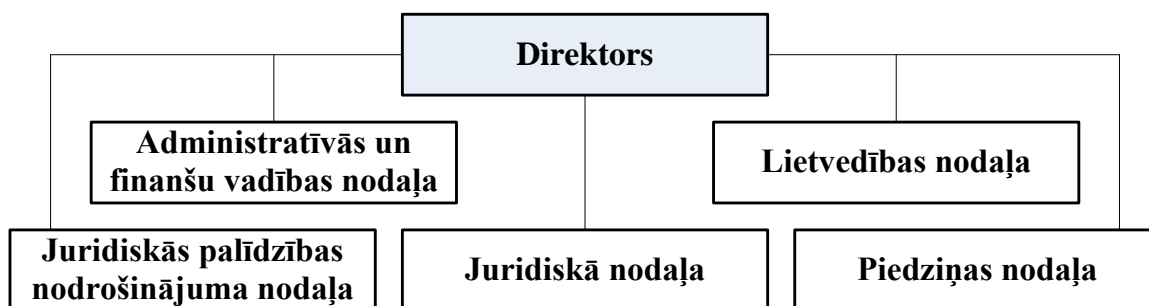 Direktors
Administratīvās un
finanšu vadības nodaļa
Lietvedības nodaļa
Juridiskās palīdzības
nodrošinājuma nodaļa
Juridiskā nodaļa
Piedziņas nodaļa